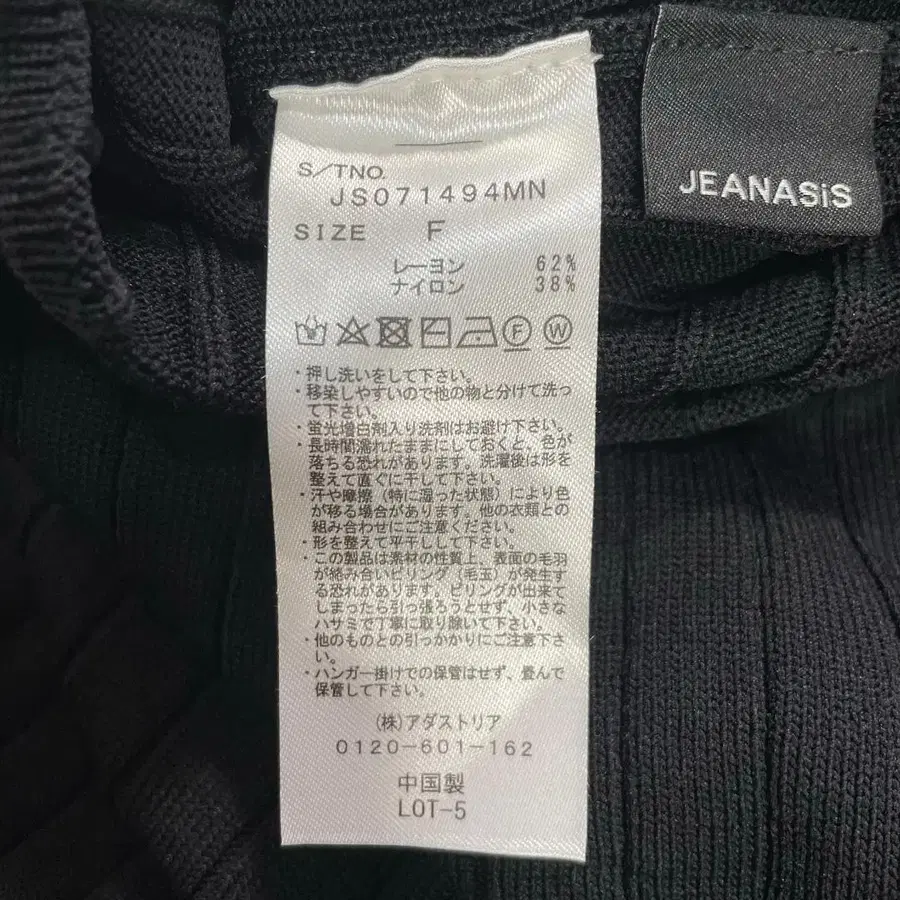 S/TNO.
JS071494MN
SIZE F
レーヨン 62%
ナイロン 38%
F W
・押し洗いをして下さい。
・移染しやすいので他の物と分けて洗っ
て下さい。
・蛍光増白剤入り洗剤はお避け下さい。
・長時間濡れたままにしておくと、色が
落ちる恐れがあります。洗濯後は形を
整えて直ぐに干して下さい。
・汗や摩擦(特に湿った状態)により色
が移る場合があります。他の衣類との
組み合わせにご注意ください。
・形を整えて平干しして下さい。
・この製品は素材の性質上、表面の毛羽
が絡み合いピリング(毛玉)が発生す
る恐れがあります。ピリングが出来て
しまったら引っ張ろうとせず、小さな
ハサミで丁寧に取り除いて下さい。
・他のものとの引っかかりにご注意下さ
い。
・ハンガー掛けでの保管はせず、畳んで
保管して下さい。
(株)アダストリア
0120-601-162
中国製
LOT-5
JEANASiS